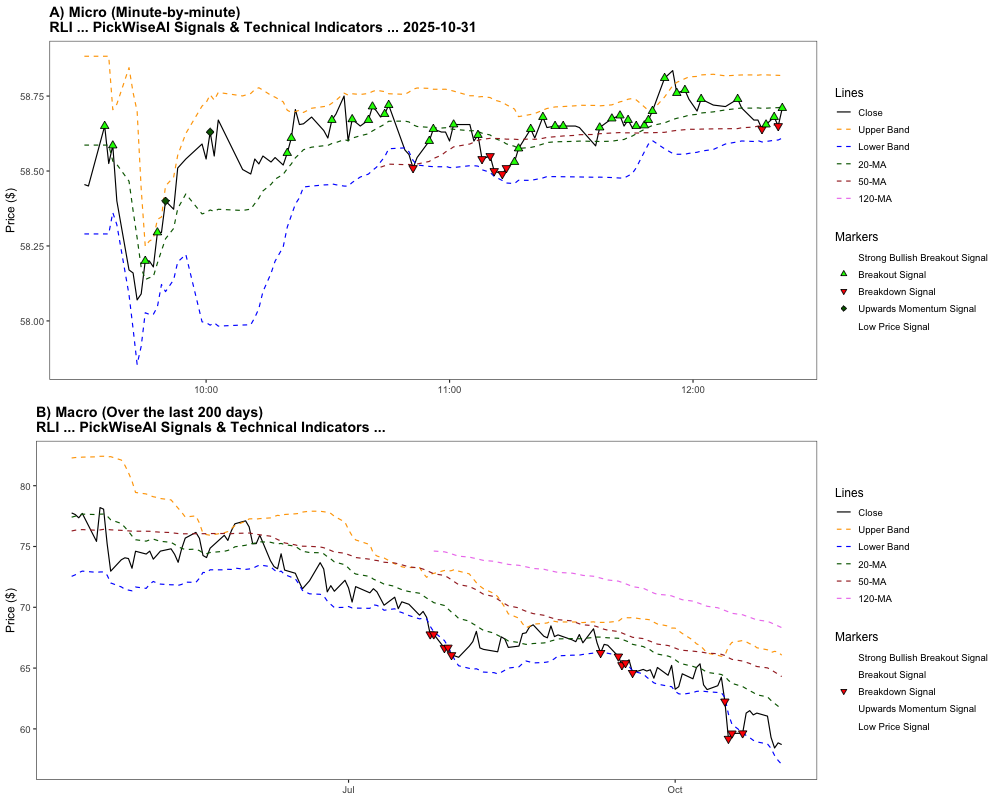 A) Micro (Minute-by-minute)
RLI ... PickWiseAI Signals & Technical Indicators ... 2025-10-31
Price ($)
58.75
58.50
58.25
58.00
10:00
11:00
12:00
Lines
Close
Upper Band
Lower Band
20-MA
50-MA
120-MA
Markers
Strong Bullish Breakout Signal
Breakout Signal
Breakdown Signal
Upwards Momentum Signal
Low Price Signal
B) Macro (Over the last 200 days)
RLI ... PickWiseAI Signals & Technical Indicators ...
Price ($)
80
75
70
65
60
Jul
Oct
Lines
Close
Upper Band
Lower Band
20-MA
50-MA
120-MA
Markers
Strong Bullish Breakout Signal
Breakout Signal
Breakdown Signal
Upwards Momentum Signal
Low Price Signal